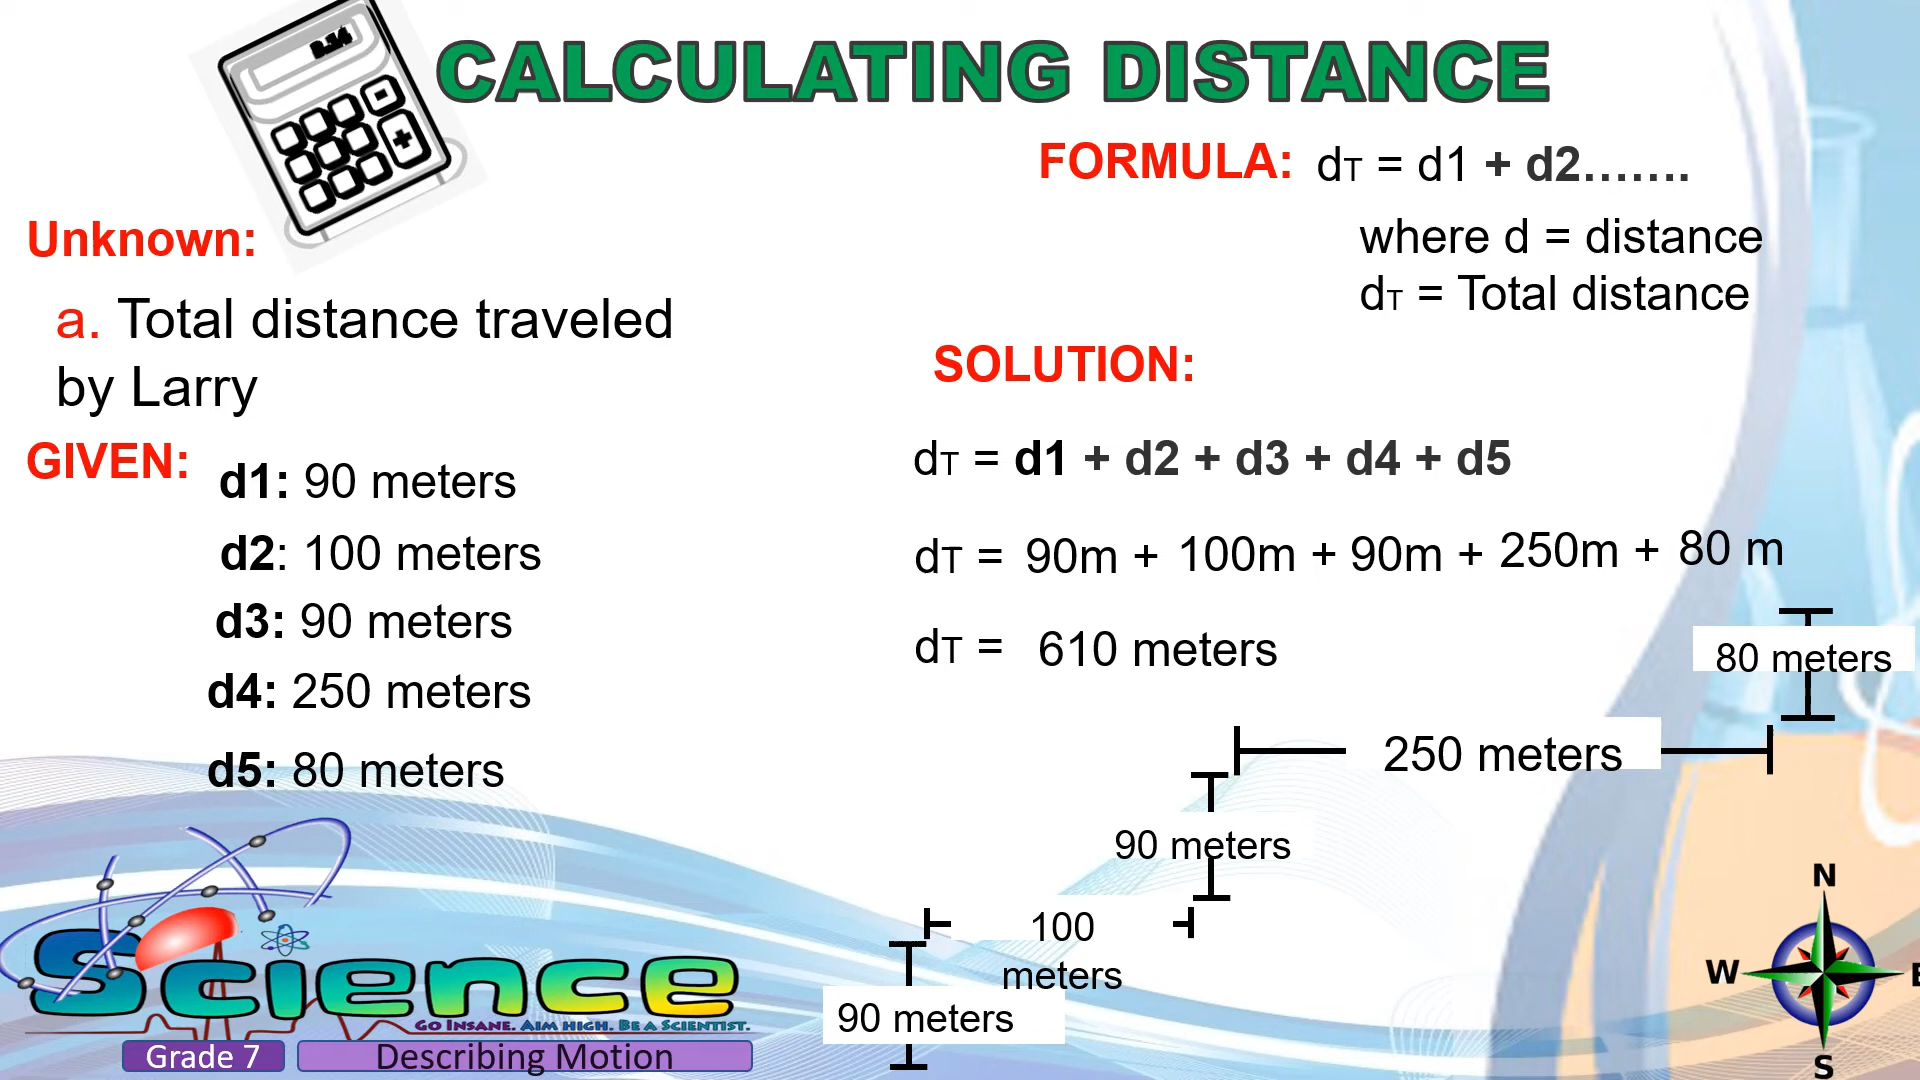 CALCULATING DISTANCE
FORMULA: dT = d1 + d2.......
where d = distance
dT = Total distance
Unknown:
a. Total distance traveled
by Larry
GIVEN:
d1: 90 meters
d2: 100 meters
d3: 90 meters
d4: 250 meters
d5: 80 meters
SOLUTION:
dT = d1 + d2 + d3 + d4 + d5
dT = 90m + 100m + 90m + 250m + 80 m
dT = 610 meters
80 meters
250 meters
90 meters
100
meters
90 meters
N
W
E
S
Science
GO INSANE. AIM HIGH. BE A SCIENTIST.
Grade 7
Describing Motion